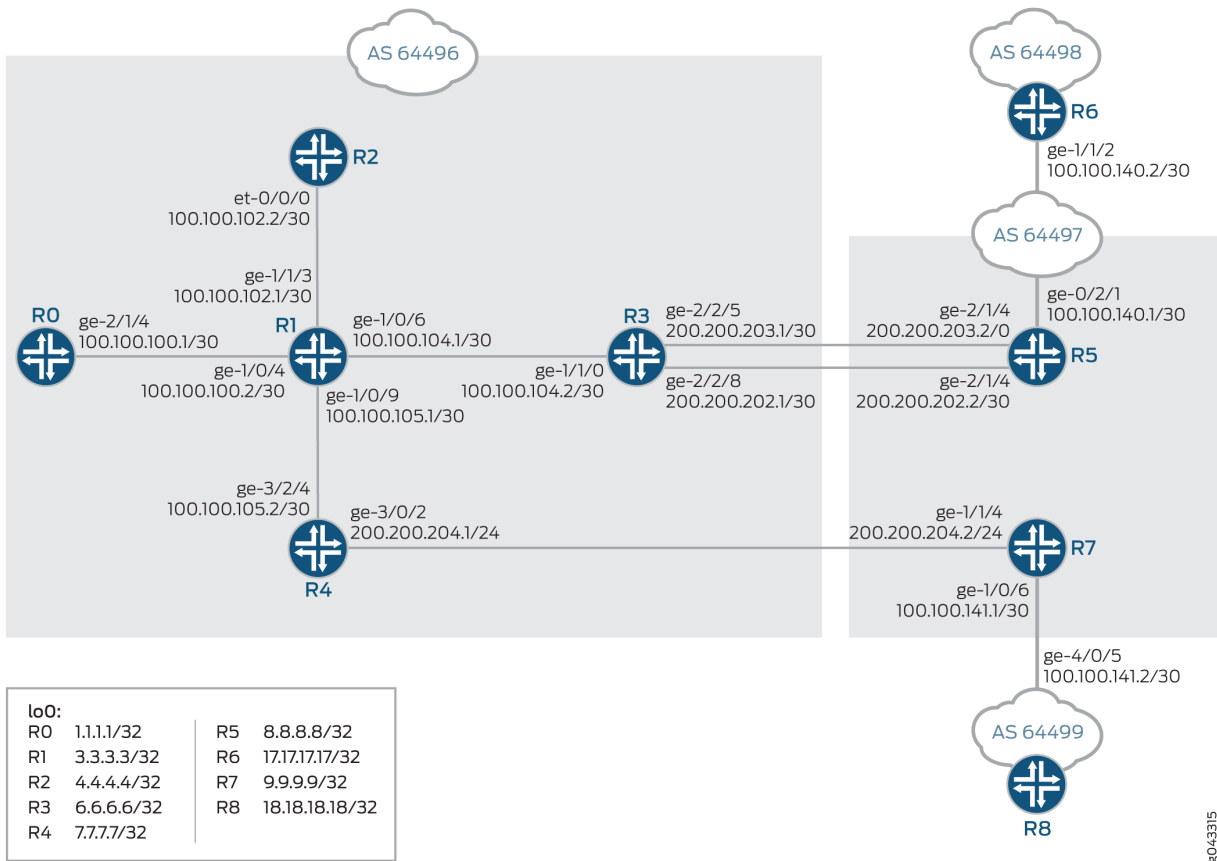 AS 64496
AS 64498
R6
ge-1/1/2
100.100.140.2/30
R2
et-0/0/0
100.100.102.2/30
AS 64497
ge-1/1/3
100.100.102.1/30
ge-0/2/1
100.100.140.1/30
R0
ge-2/1/4
100.100.100.1/30
R1
ge-1/0/6
100.100.104.1/30
R3
ge-2/2/5
200.200.203.1/30
ge-2/1/4
200.200.203.2/0
R5
ge-1/0/4
100.100.100.2/30
ge-1/0/9
100.100.105.1/30
ge-1/1/0
100.100.104.2/30
ge-2/2/8
200.200.202.1/30
ge-2/1/4
200.200.202.2/30
ge-3/2/4
100.100.105.2/30
ge-3/0/2
200.200.204.1/24
R4
ge-1/1/4
200.200.204.2/24
R7
ge-1/0/6
100.100.141.1/30
ge-4/0/5
100.100.141.2/30
AS 64499
R8
lo0:
R0 1.1.1.1/32
R1 3.3.3.3/32
R2 4.4.4.4/32
R3 6.6.6.6/32
R4 7.7.7.7/32
R5 8.8.8.8/32
R6 17.17.17.17/32
R7 9.9.9.9/32
R8 18.18.18.18/32